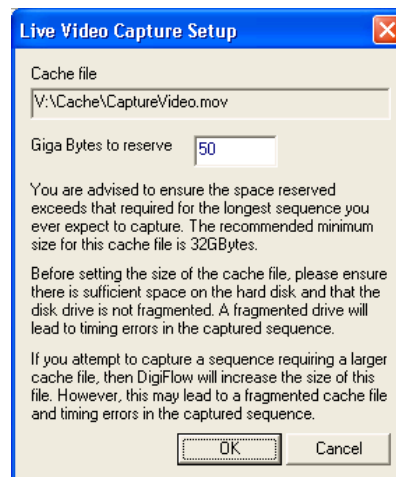 Live Video Capture Setup
Cache file
V:\Cache\CaptureVideo.mov
Giga Bytes to reserve 50
You are advised to ensure the space reserved
exceeds that required for the longest sequence you
ever expect to capture. The recommended minimum
size for this cache file is 32GBytes.
Before setting the size of the cache file, please ensure
there is sufficient space on the hard disk and that the
disk drive is not fragmented. A fragmented drive will
lead to timing errors in the captured sequence.
If you attempt to capture a sequence requiring a larger
cache file, then DigiFlow will increase the size of this
file. However, this may lead to a fragmented cache file
and timing errors in the captured sequence.
OK Cancel